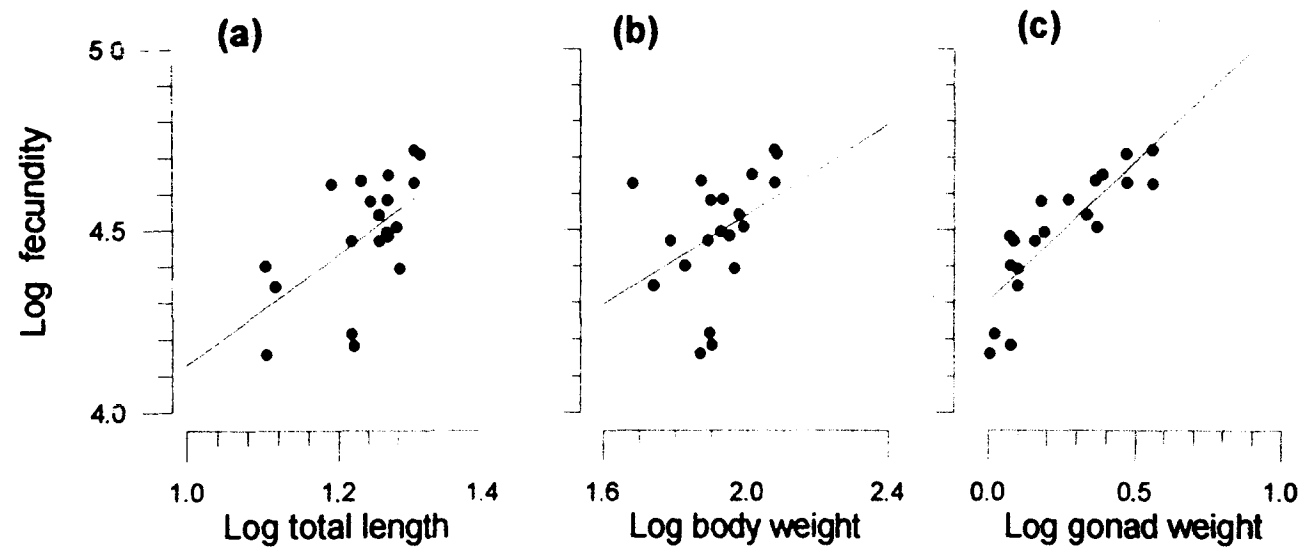 (a)
(b)
(c)
Log fecundity
5.0
4.5
4.0
1.0 1.2 1.4
1.6 2.0 2.4
0.0 0.5 1.0
Log total length
Log body weight
Log gonad weight